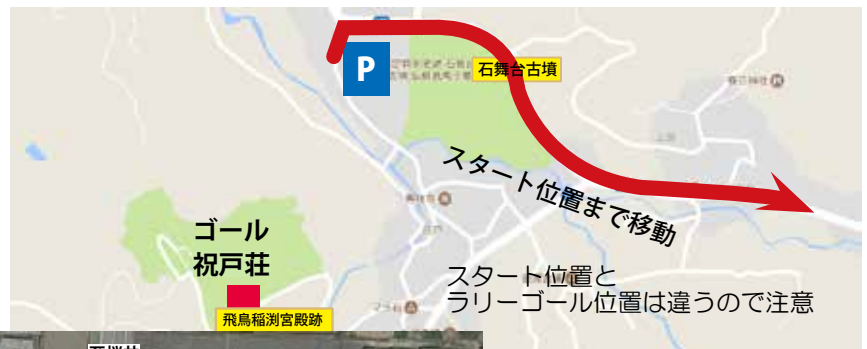 P
石舞台古墳
スタート位置まで移動
ゴール
祝戸荘
飛鳥稲渕宮殿跡
スタート位置と
ラリーゴール位置は違うので注意